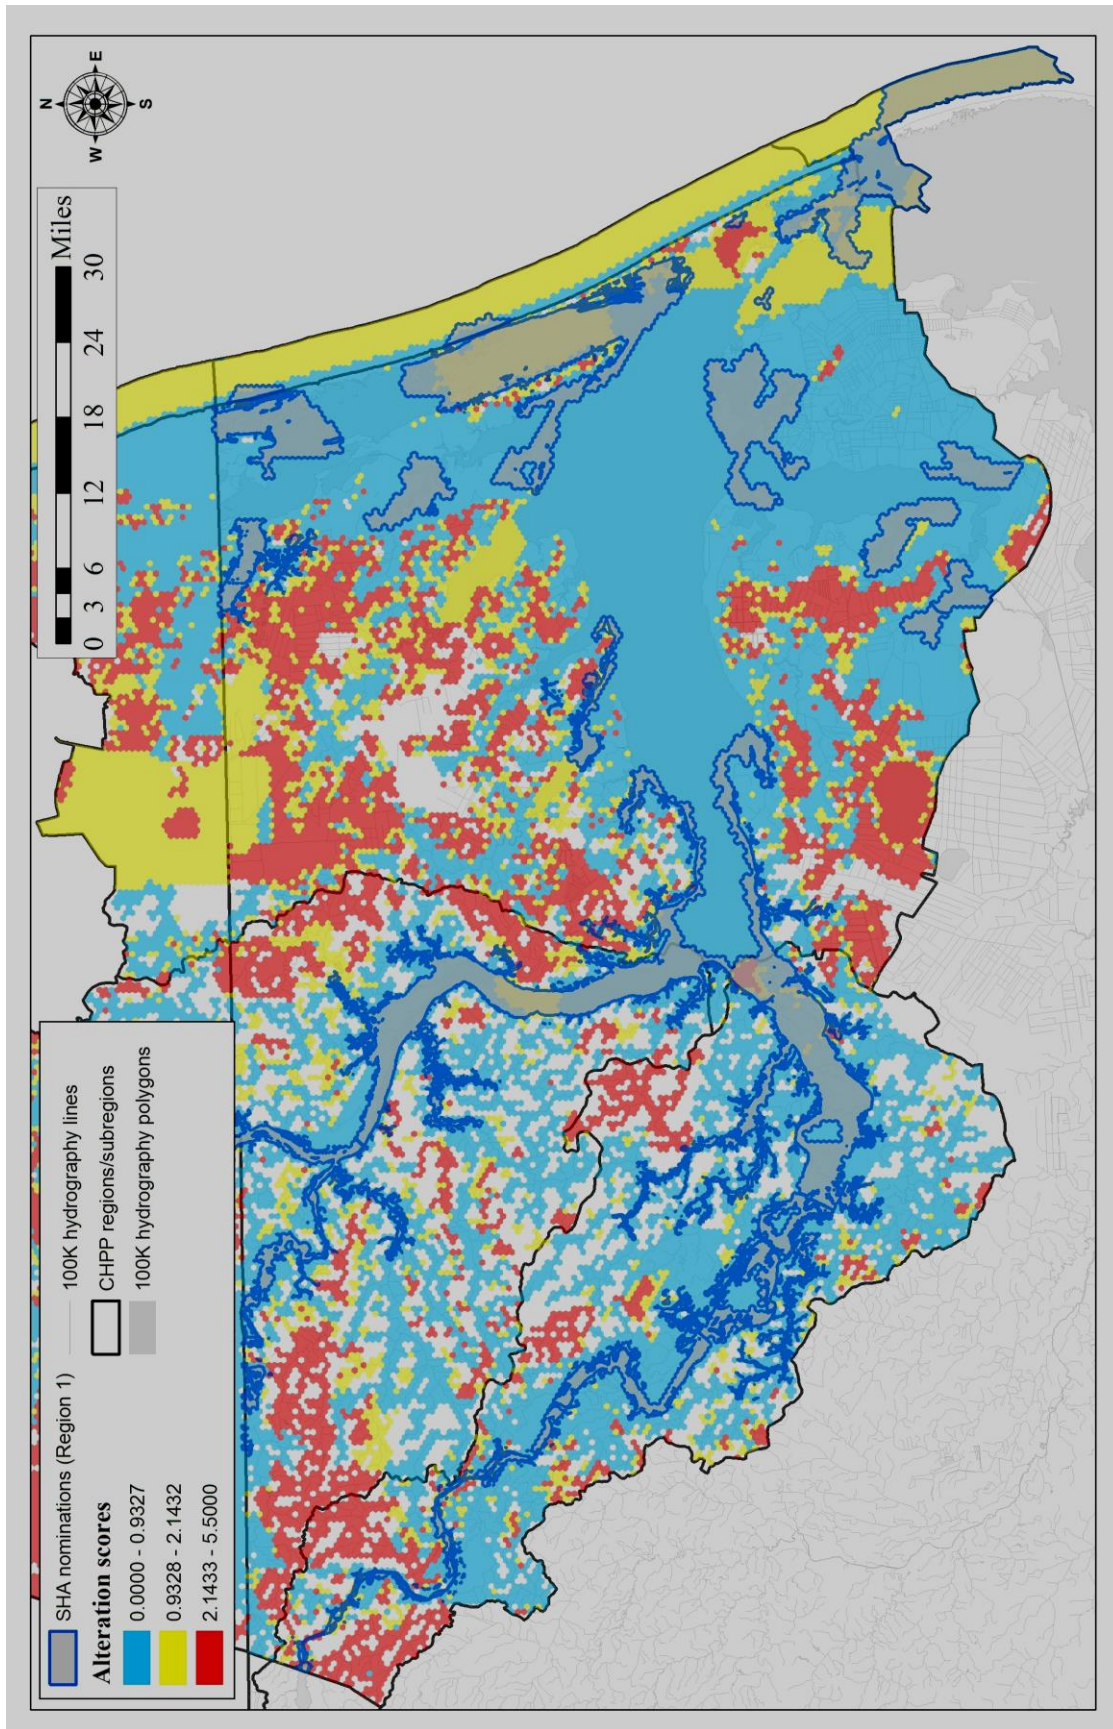 SHA nominations (Region 1)
100K hydrography lines
Alteration scores
CHPP regions/subregions
0.0000 - 0.9327
100K hydrography polygons
0.9328 - 2.1432
2.1433 - 5.5000
0 3 6 12 18 24 30
Miles
N
W E
S